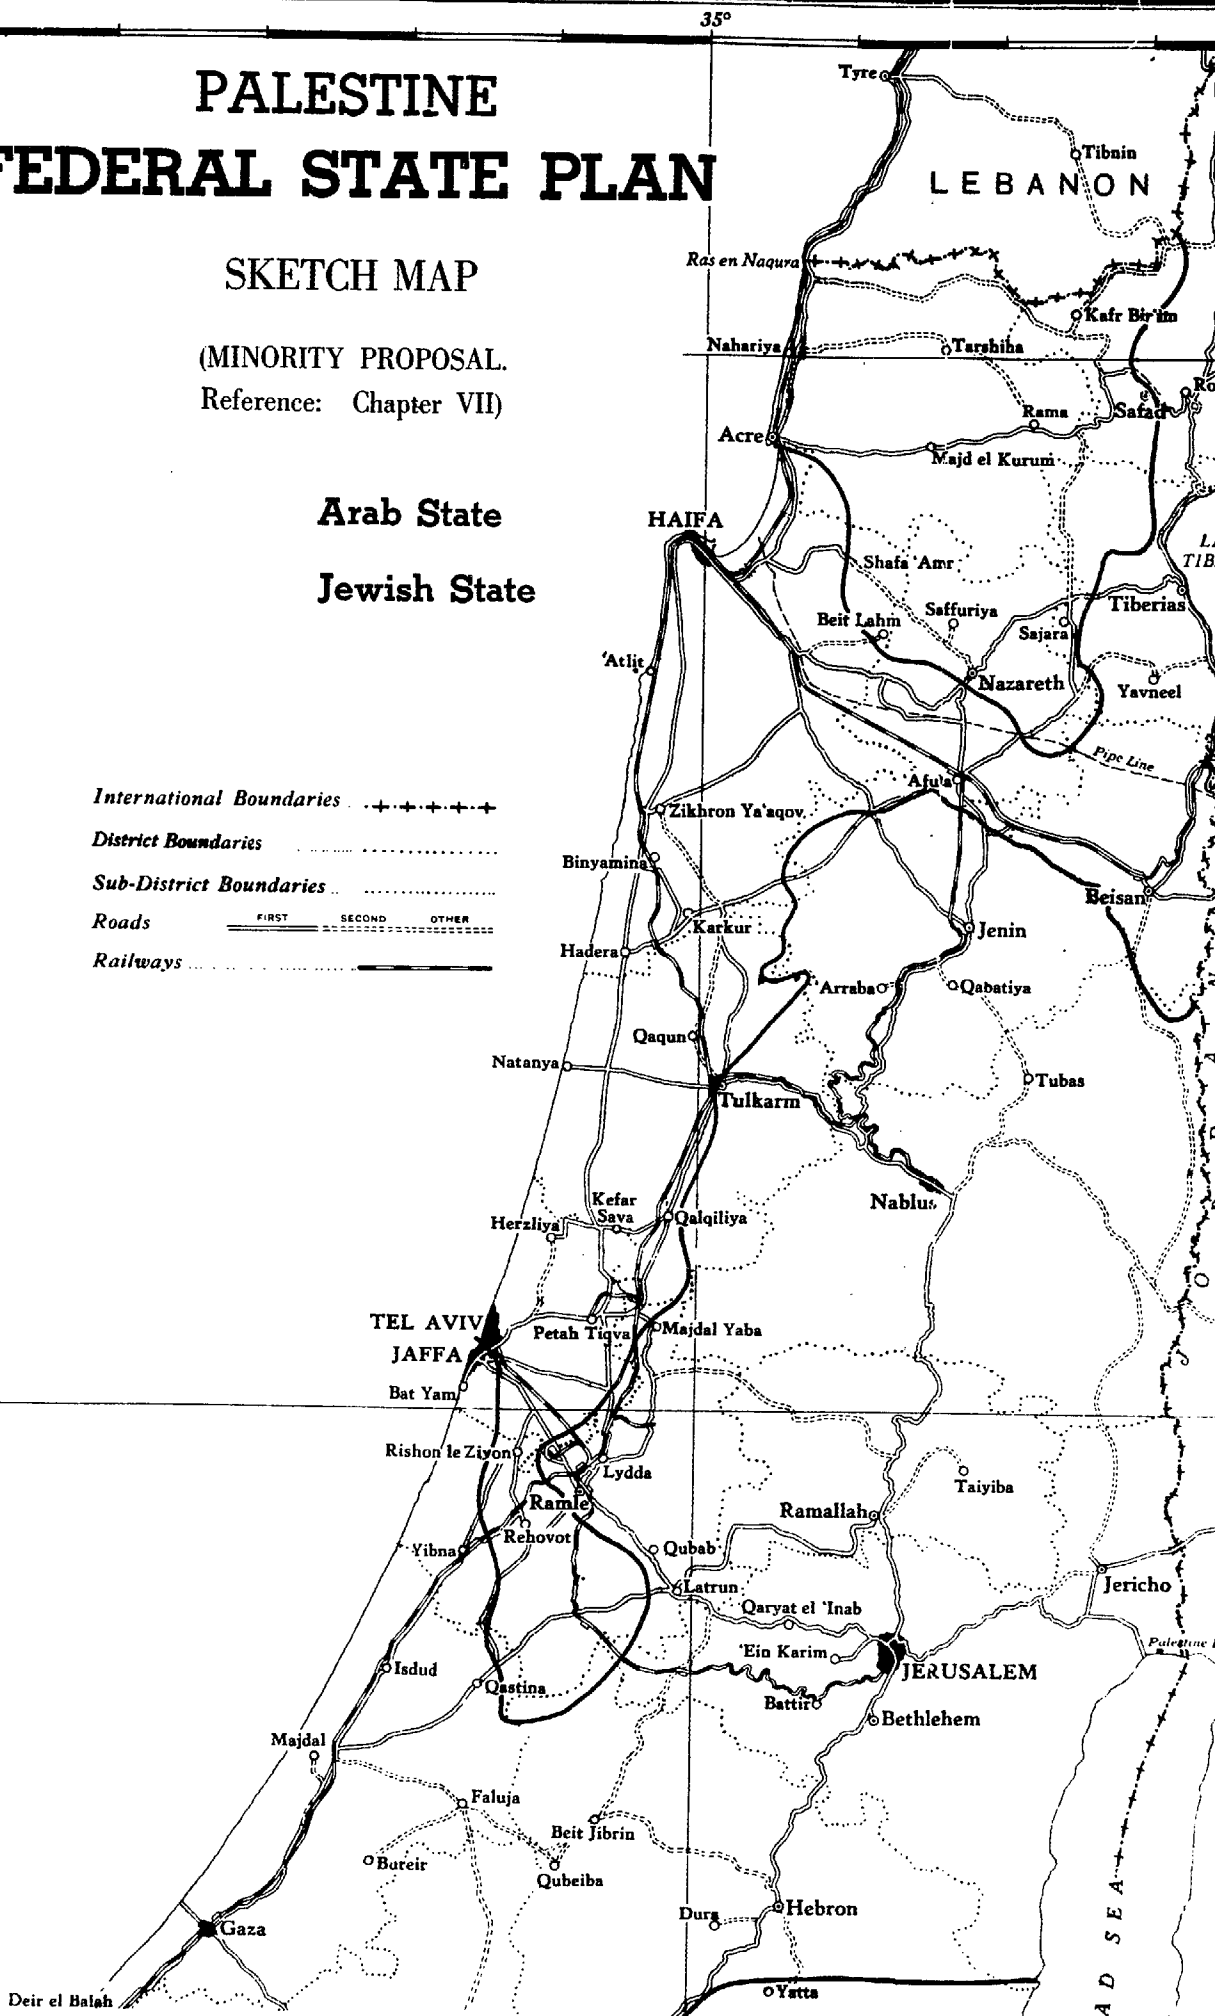 35°
PALESTINE
FEDERAL STATE PLAN
SKETCH MAP
(MINORITY PROPOSAL.
Reference: Chapter VII)
Arab State
Jewish State
International Boundaries
District Boundaries
Sub-District Boundaries
Roads
FIRST SECOND OTHER
Railways
Tyre
Tibnin
LEBANON
Ras en Naqura
Kafr Bir'im
Nahariya
Tarshiha
Safad
Rama
Acre
Majd el Kurum
HAIFA
Shafa 'Amr
Tiberias
Beit Lahm
Saffuriya
Sajara
'Atlit
Nazareth
Yavneel
Pipe Line
Afula
Zikhron Ya'aqov
Binyamina
Beisan
Karkur
Jenin
Hadera
Arraba
Qabatiya
Qaqun
Natanya
Tubas
Tulkarm
Nablus
Kefar
Sava
Qalqiliya
Herzliya
TEL AVIV
Petah Tiqva
Majdal Yaba
JAFFA
Bat Yam
Rishon le Ziyon
Lydda
Taiyiba
Ramle
Ramallah
Rehovot
Yibna
Qubab
Latrun
Jericho
Qaryat el 'Inab
'Ein Karim
Palestine
JERUSALEM
Isdud
Qastina
Battir
Bethlehem
Majdal
Faluja
Beit Jibrin
Bureir
Qubeiba
Dura
Hebron
Gaza
AD SEA
Yatta
Deir el Balah